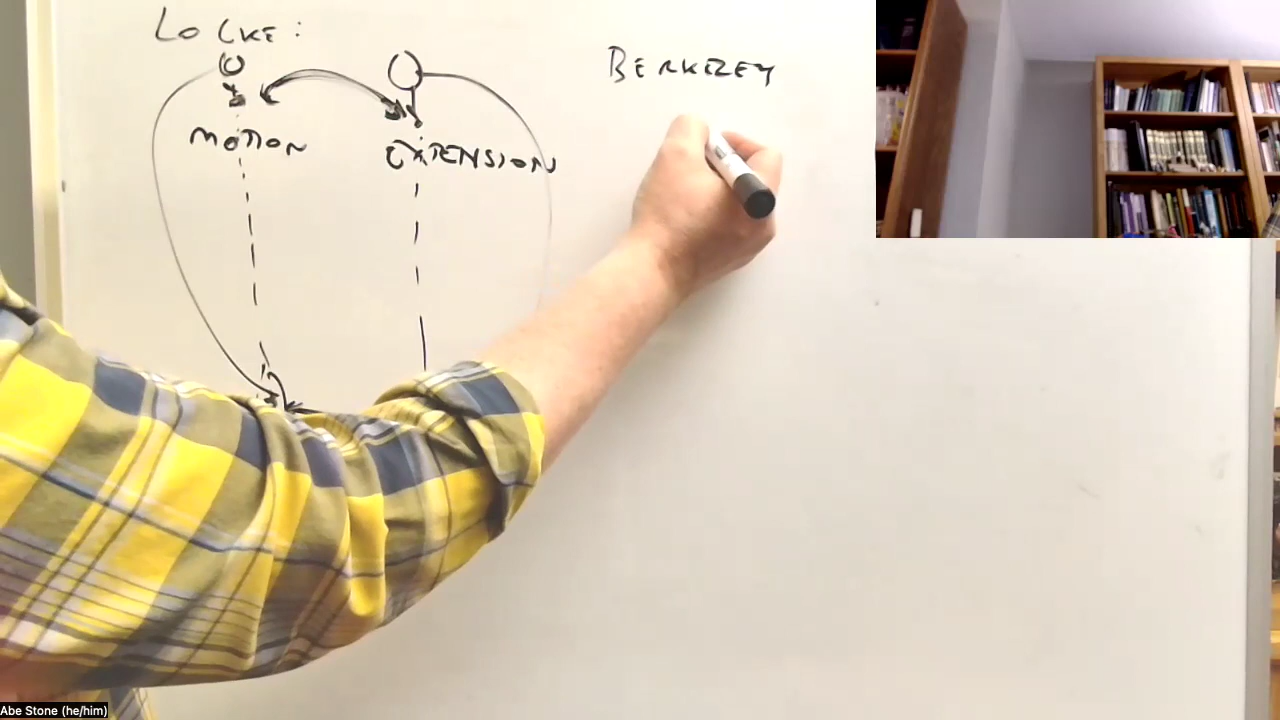 LOCKE:
BERKELEY
MOTION
EXTENSION
Abe Stone (he/him)